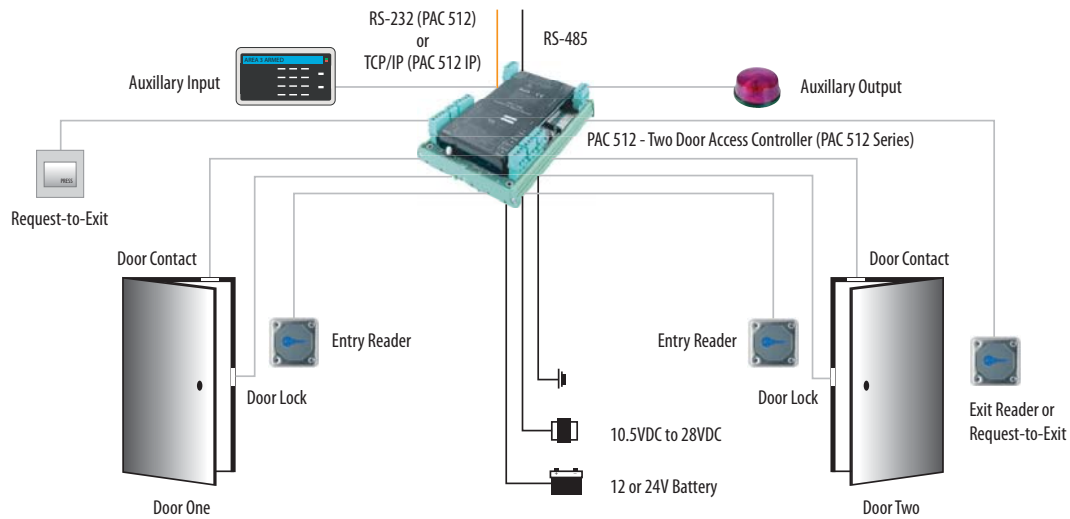 RS-232 (PAC 512)
or
TCP/IP (PAC 512 IP)
RS-485
AREA 3 ARMED
Auxillary Input
Auxillary Output
PAC 512 - Two Door Access Controller (PAC 512 Series)
PRESS
Request-to-Exit
Door Contact
Door Contact
Entry Reader
Entry Reader
Door Lock
Door Lock
Exit Reader or
Request-to-Exit
10.5VDC to 28VDC
12 or 24V Battery
Door One
Door Two